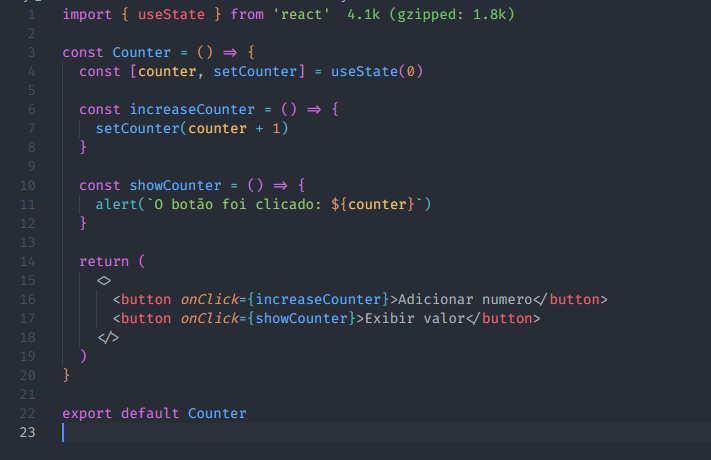 1 import { useState } from 'react' 4.1k (gzipped: 1.8k)
2
3 const Counter = () => {
4   const [counter, setCounter] = useState(0)
5
6   const increaseCounter = () => {
7     setCounter(counter + 1)
8   }
9
10   const showCounter = () => {
11     alert(`O botão foi clicado: ${counter}`)
12   }
13
14   return (
15     <>
16       <button onClick={increaseCounter}>Adicionar numero</button>
17       <button onClick={showCounter}>Exibir valor</button>
18     </>
19   )
20 }
21
22 export default Counter
23